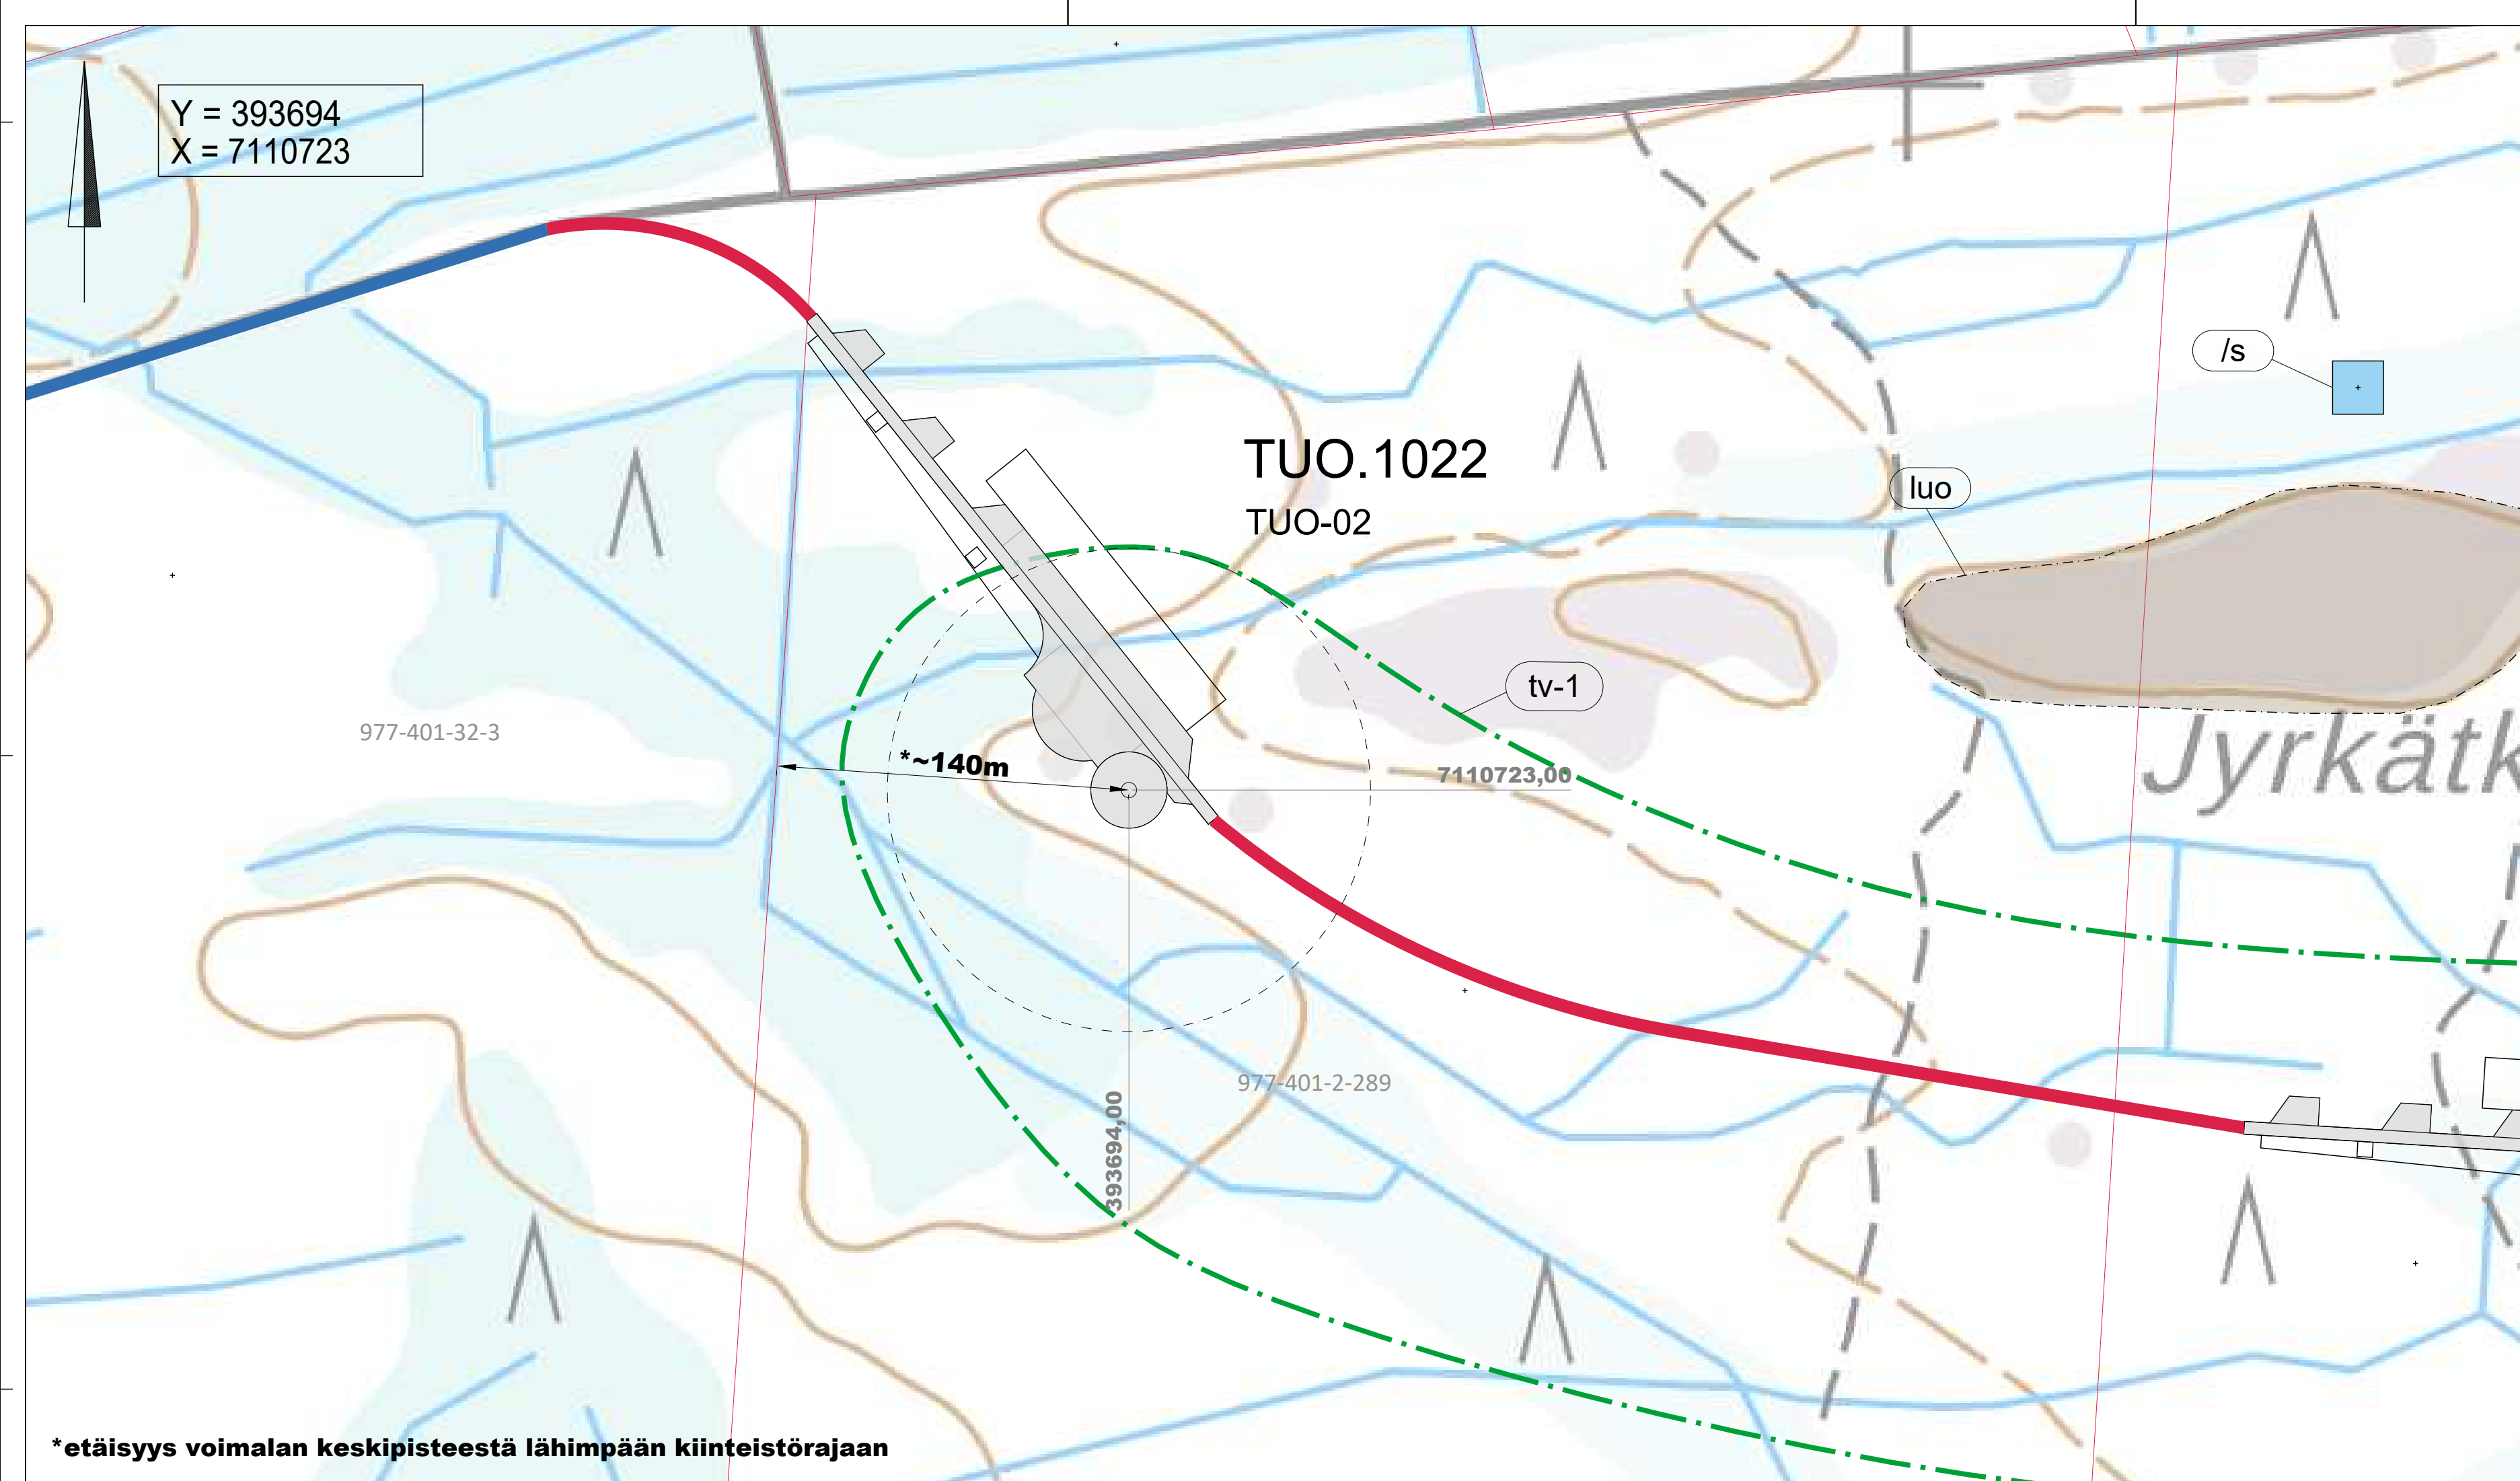 Y = 393694
X = 7110723
/s
TUO.1022
TUO-02
luo
tv-1
977-401-32-3
*~140m
7110723,00
Jyrkätk
977-401-2-289
393694,00
*etäisyys voimalan keskipisteestä lähimpään kiinteistörajaan